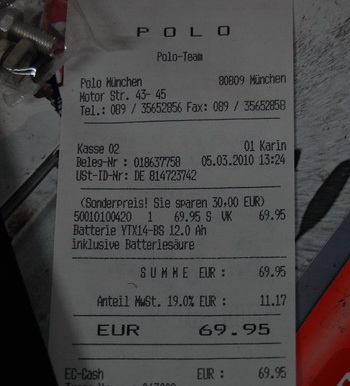 POLO
Polo-Team
Polo München 80809 München
Motor Str. 43- 45
Tel.: 089 / 35652856 Fax: 089 / 35652858
Kasse 02 01 Karin
Beleg-Nr : 018637758 05.03.2010 13:24
USt-ID-Nr: DE 814723742
(Sonderpreis! Sie sparen 30,00 EUR)
50010100420 1 69.95 S VK 69.95
Batterie YTX14-BS 12.0 Ah
inklusive Batteriesäure
SUMME EUR : 69.95
Anteil MwSt. 19.0% EUR : 11.17
EUR 69.95
EC-Cash EUR : 69.95